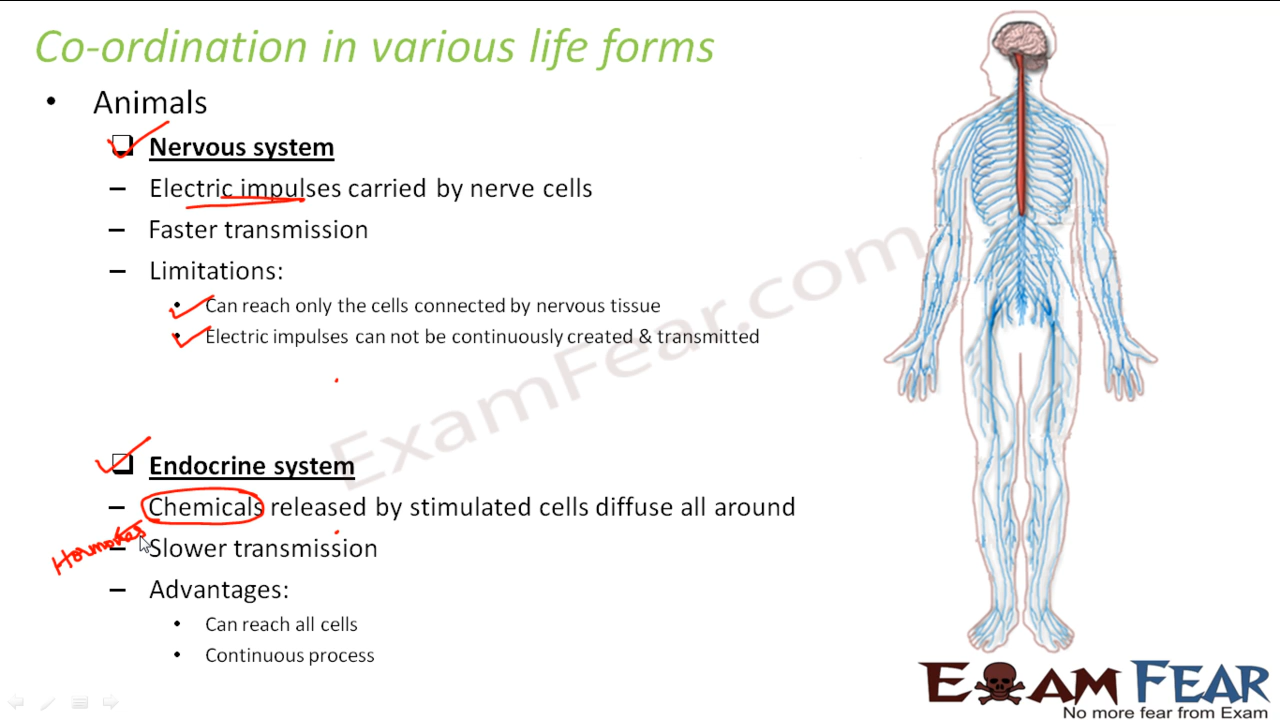 Co-ordination in various life forms
• Animals
Nervous system
– Electric impulses carried by nerve cells
– Faster transmission
– Limitations:
• Can reach only the cells connected by nervous tissue
• Electric impulses can not be continuously created & transmitted
ExamFear.com
Endocrine system
– Chemicals released by stimulated cells diffuse all around
Hormones
– Slower transmission
– Advantages:
• Can reach all cells
• Continuous process
EXAM FEAR
No more fear from Exam